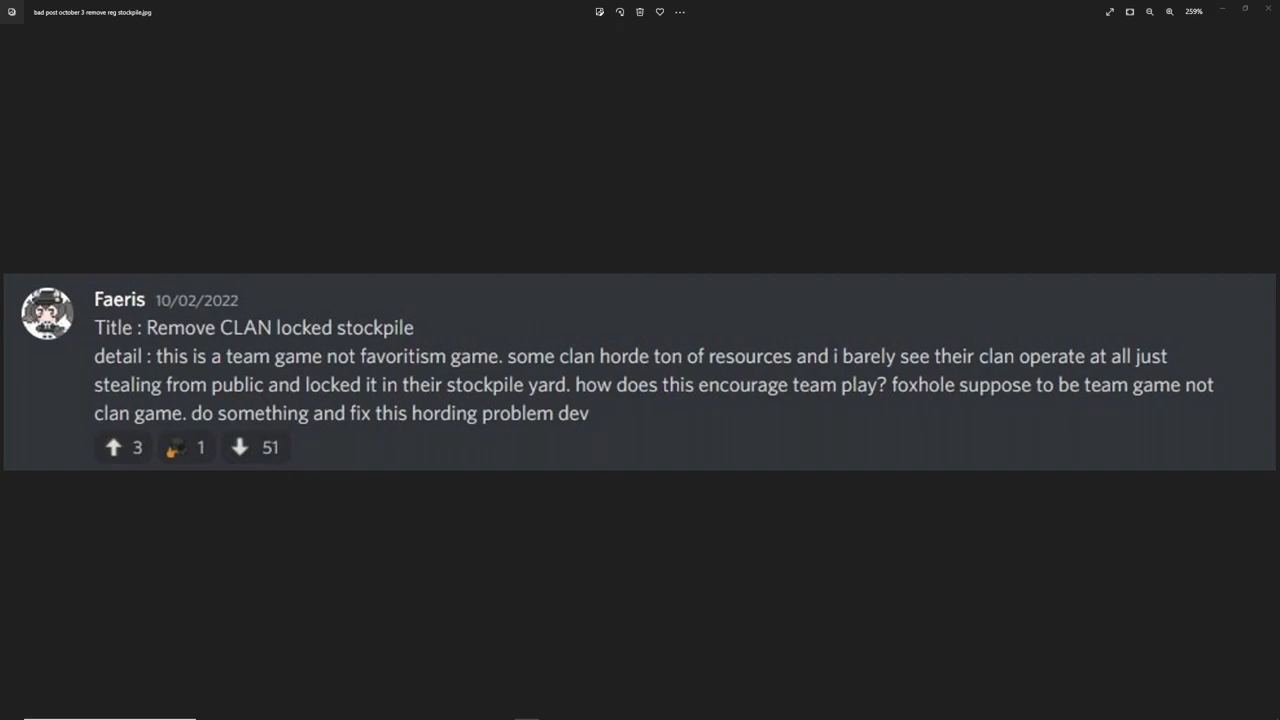 bad post october 3 remove reg stockpile.jpg
259%
Faeris 10/02/2022
Title : Remove CLAN locked stockpile
detail : this is a team game not favoritism game. some clan horde ton of resources and i barely see their clan operate at all just
stealing from public and locked it in their stockpile yard. how does this encourage team play? foxhole suppose to be team game not
clan game. do something and fix this hording problem dev
3 1 51